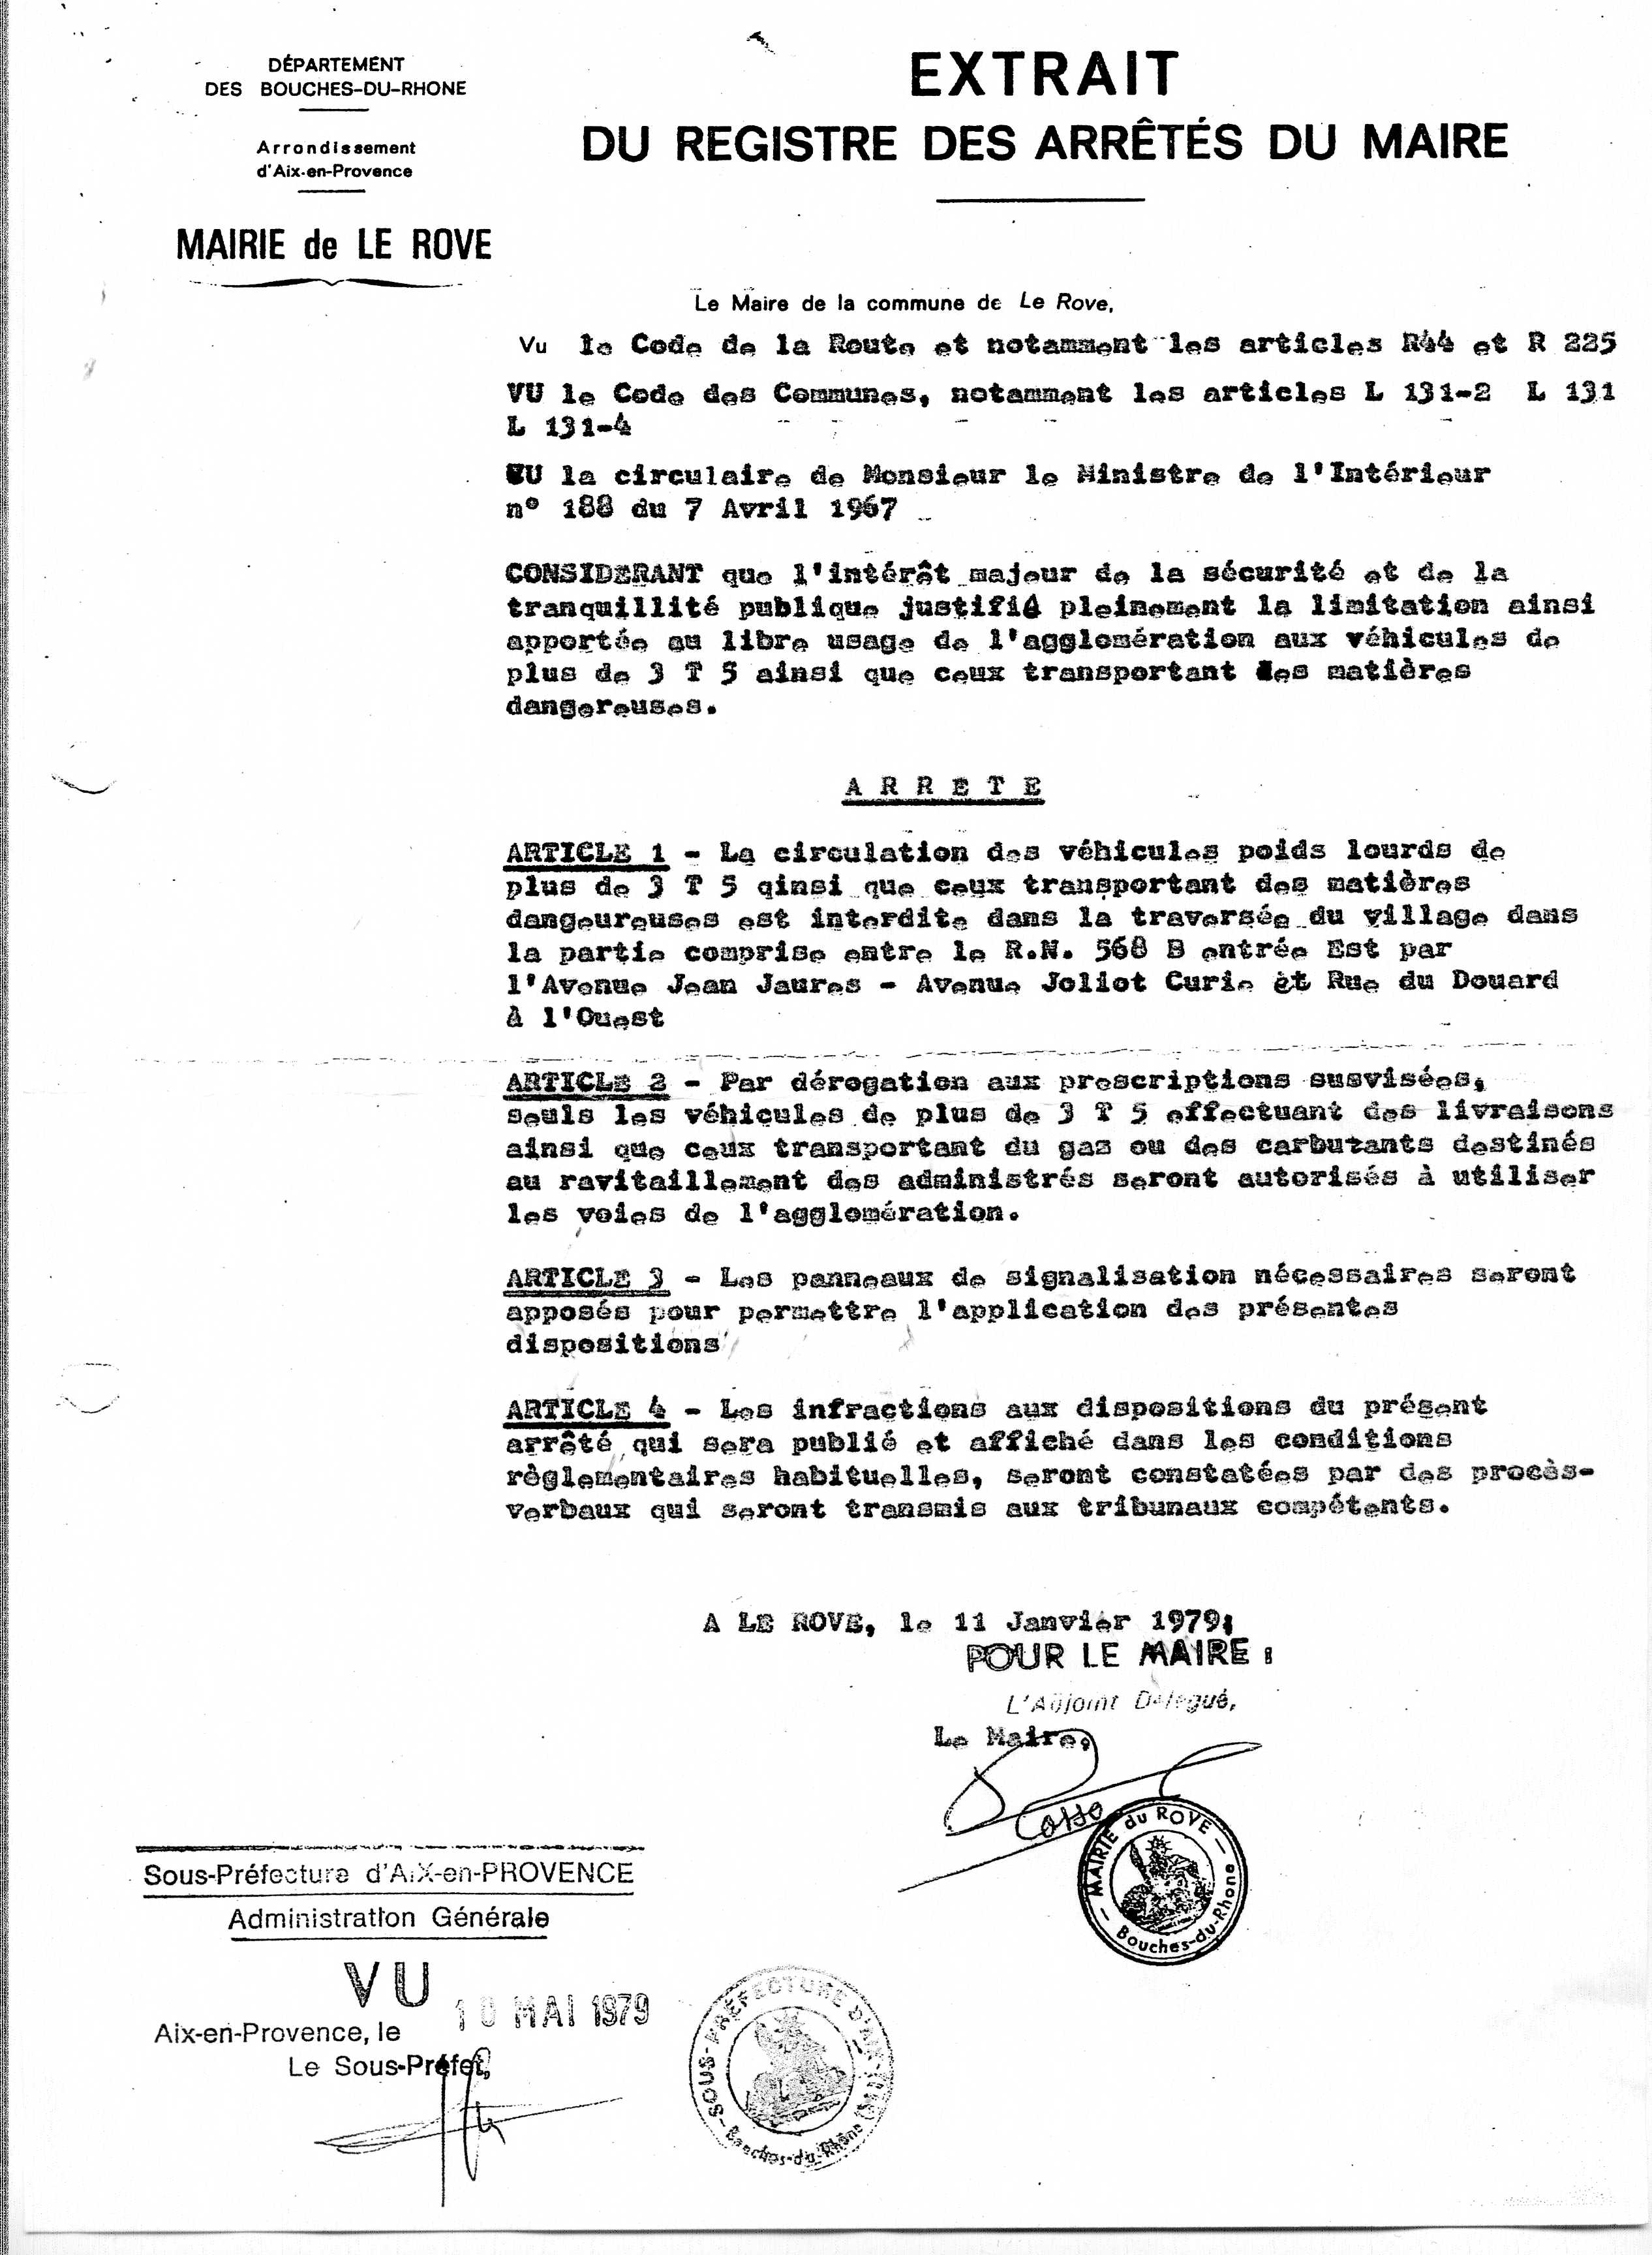 DÉPARTEMENT
DES BOUCHES-DU-RHONE
Arrondissement
d'Aix-en-Provence
MAIRIE de LE ROVE
EXTRAIT
DU REGISTRE DES ARRÊTÉS DU MAIRE
Le Maire de la commune de Le Rove,
Vu le Code de la Route et notamment les articles R44 et R 225
VU le Code des Communes, notamment les articles L 131-2 L 131
L 131-4
VU la circulaire de Monsieur le Ministre de l'Intérieur
n° 188 du 7 Avril 1967
CONSIDERANT que l'intérêt majeur de la sécurité et de la
tranquillité publique justifié pleinement la limitation ainsi
apportée au libre usage de l'agglomération aux véhicules de
plus de 3 T 5 ainsi que ceux transportant des matières
dangereuses.
A R R E T E
ARTICLE 1 - La circulation des véhicules poids lourds de
plus de 3 T 5 qinsi que ceux transportant des matières
dangeureuses est interdite dans la traversée du village dans
la partie comprise entre le R.N. 568 B entrée Est par
l'Avenue Jean Jaures - Avenue Joliot Curie et Rue du Douard
à l'Ouest
ARTICLE 2 - Par dérogation aux prescriptions susvisées,
seuls les véhicules de plus de 3 T 5 effectuant des livraisons
ainsi que ceux transportant du gaz ou des carbutants destinés
au ravitaillement des administrés seront autorisés à utiliser
les voies de l'agglomération.
ARTICLE 3 - Les panneaux de signalisation nécessaires seront
apposés pour permettre l'application des présentes
dispositions
ARTICLE 4 - Les infractions aux dispositions du présent
arrêté qui sera publié et affiché dans les conditions
règlementaires habituelles, seront constatées par des procès-
verbaux qui seront transmis aux tribunaux compétents.
A LE ROVE, le 11 Janvier 1979;
POUR LE MAIRE :
L'Adjoint Délégué,
Le Maire,
MAIRIE du ROVE
Bouches-du-Rhone
Sous-Préfecture d'AIX-en-PROVENCE
Administration Générale
VU
Aix-en-Provence, le 10 MAI 1979
Le Sous-Préfet,
SOUS-PRÉFECTURE D'AIX-EN-
Bouches-du-Rhône